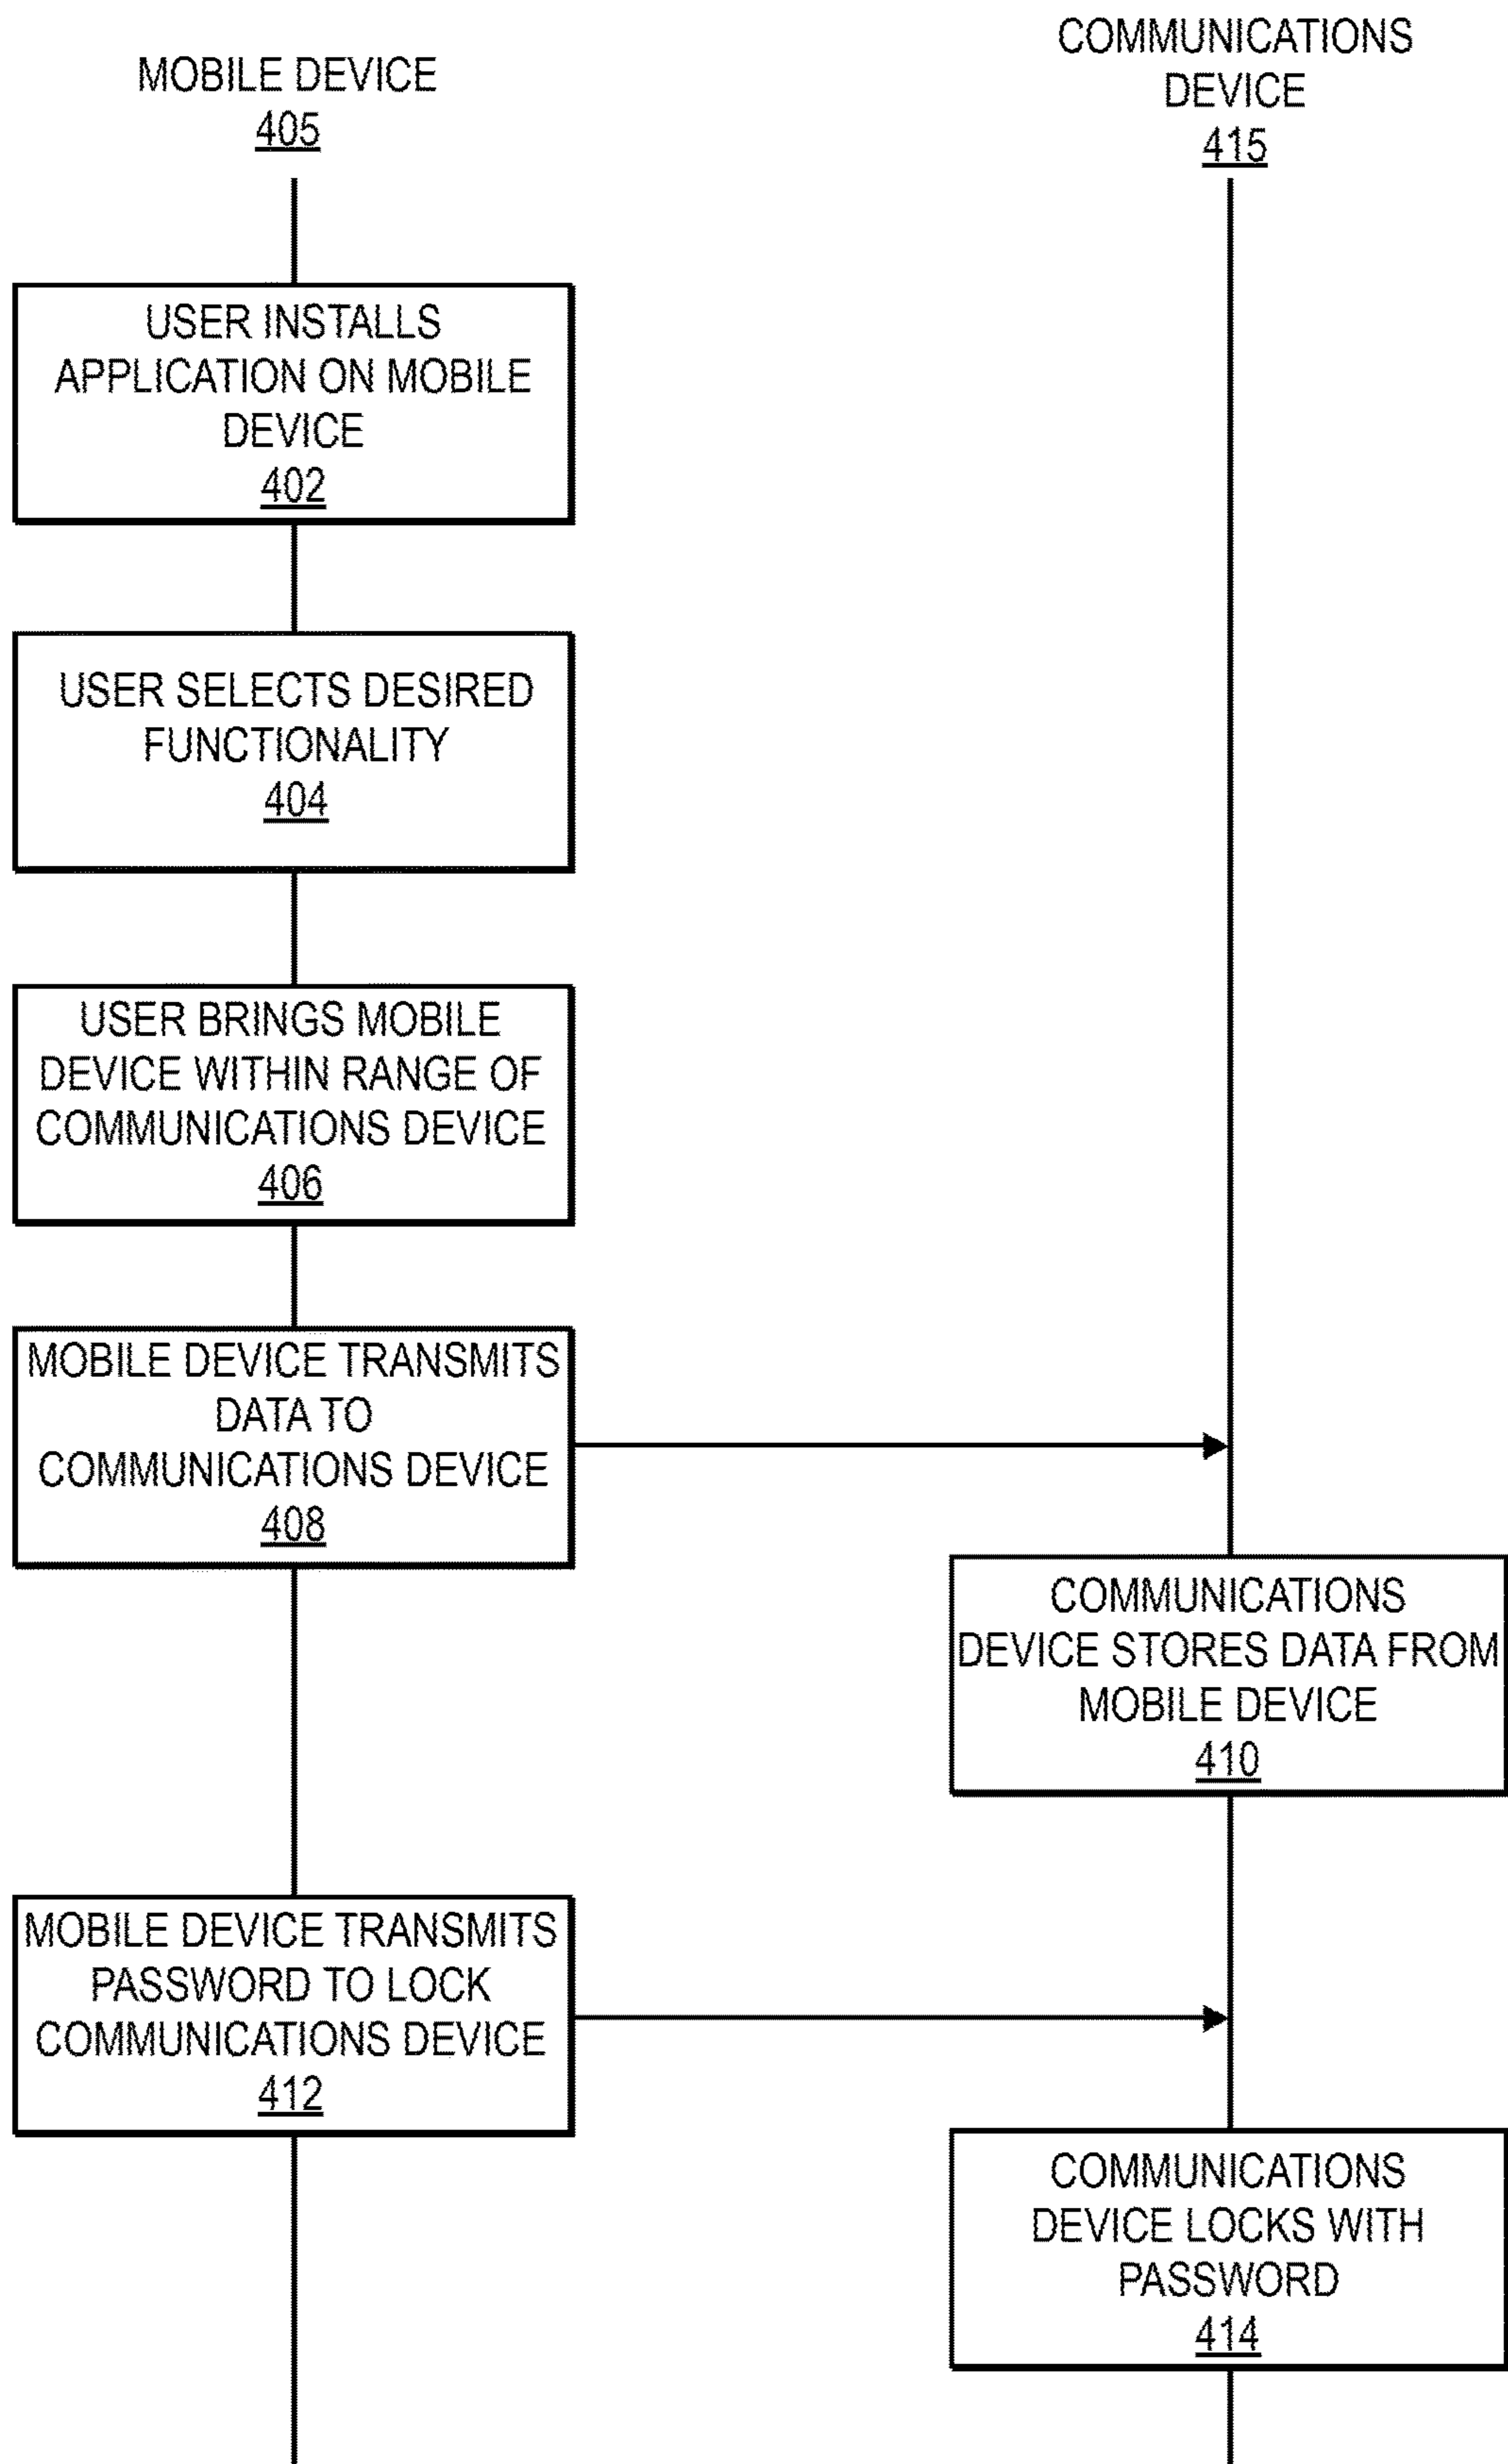 MOBILE DEVICE
405
COMMUNICATIONS
DEVICE
415
USER INSTALLS
APPLICATION ON MOBILE
DEVICE
402
USER SELECTS DESIRED
FUNCTIONALITY
404
USER BRINGS MOBILE
DEVICE WITHIN RANGE OF
COMMUNICATIONS DEVICE
406
MOBILE DEVICE TRANSMITS
DATA TO
COMMUNICATIONS DEVICE
408
COMMUNICATIONS
DEVICE STORES DATA FROM
MOBILE DEVICE
410
MOBILE DEVICE TRANSMITS
PASSWORD TO LOCK
COMMUNICATIONS DEVICE
412
COMMUNICATIONS
DEVICE LOCKS WITH
PASSWORD
414